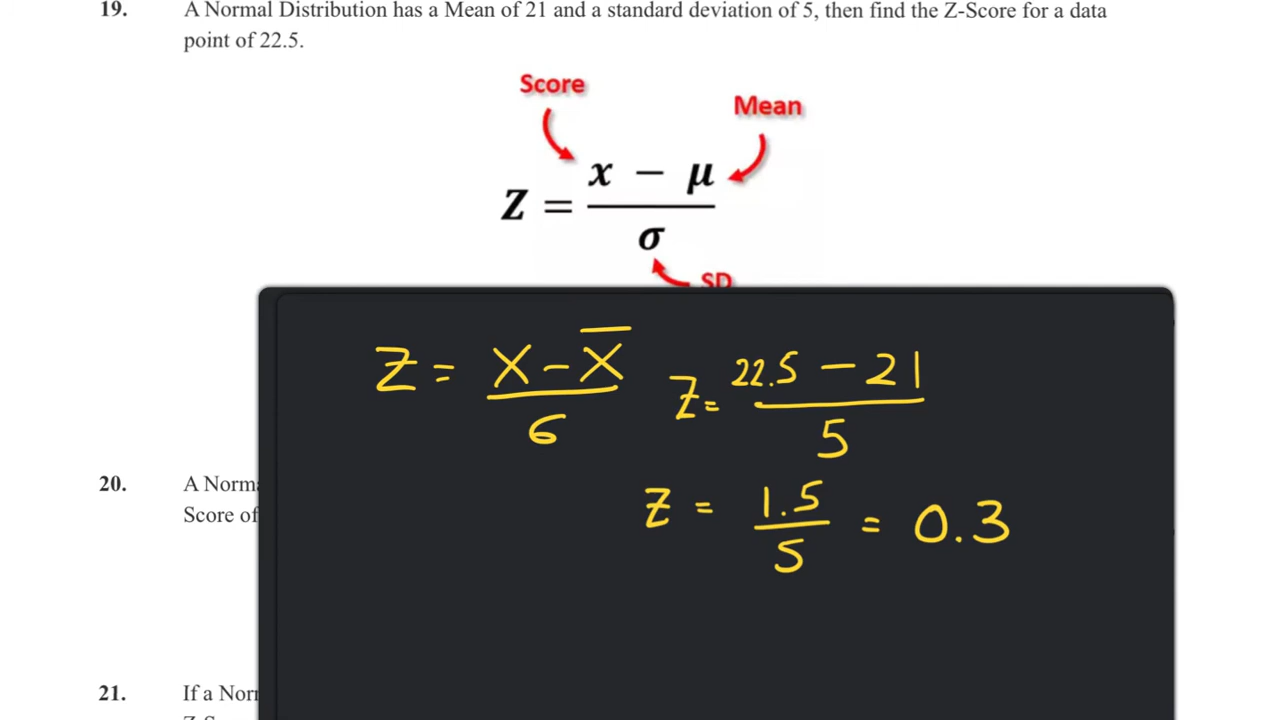 19. A Normal Distribution has a Mean of 21 and a standard deviation of 5, then find the Z-Score for a data
point of 22.5.
Score
Mean
Z = x − μ / σ
SD
Z = X − X̅ / 6
Z = 22.5 − 21 / 5
Z = 1.5 / 5 = 0.3
20. A Norm
Score of
21. If a Nor